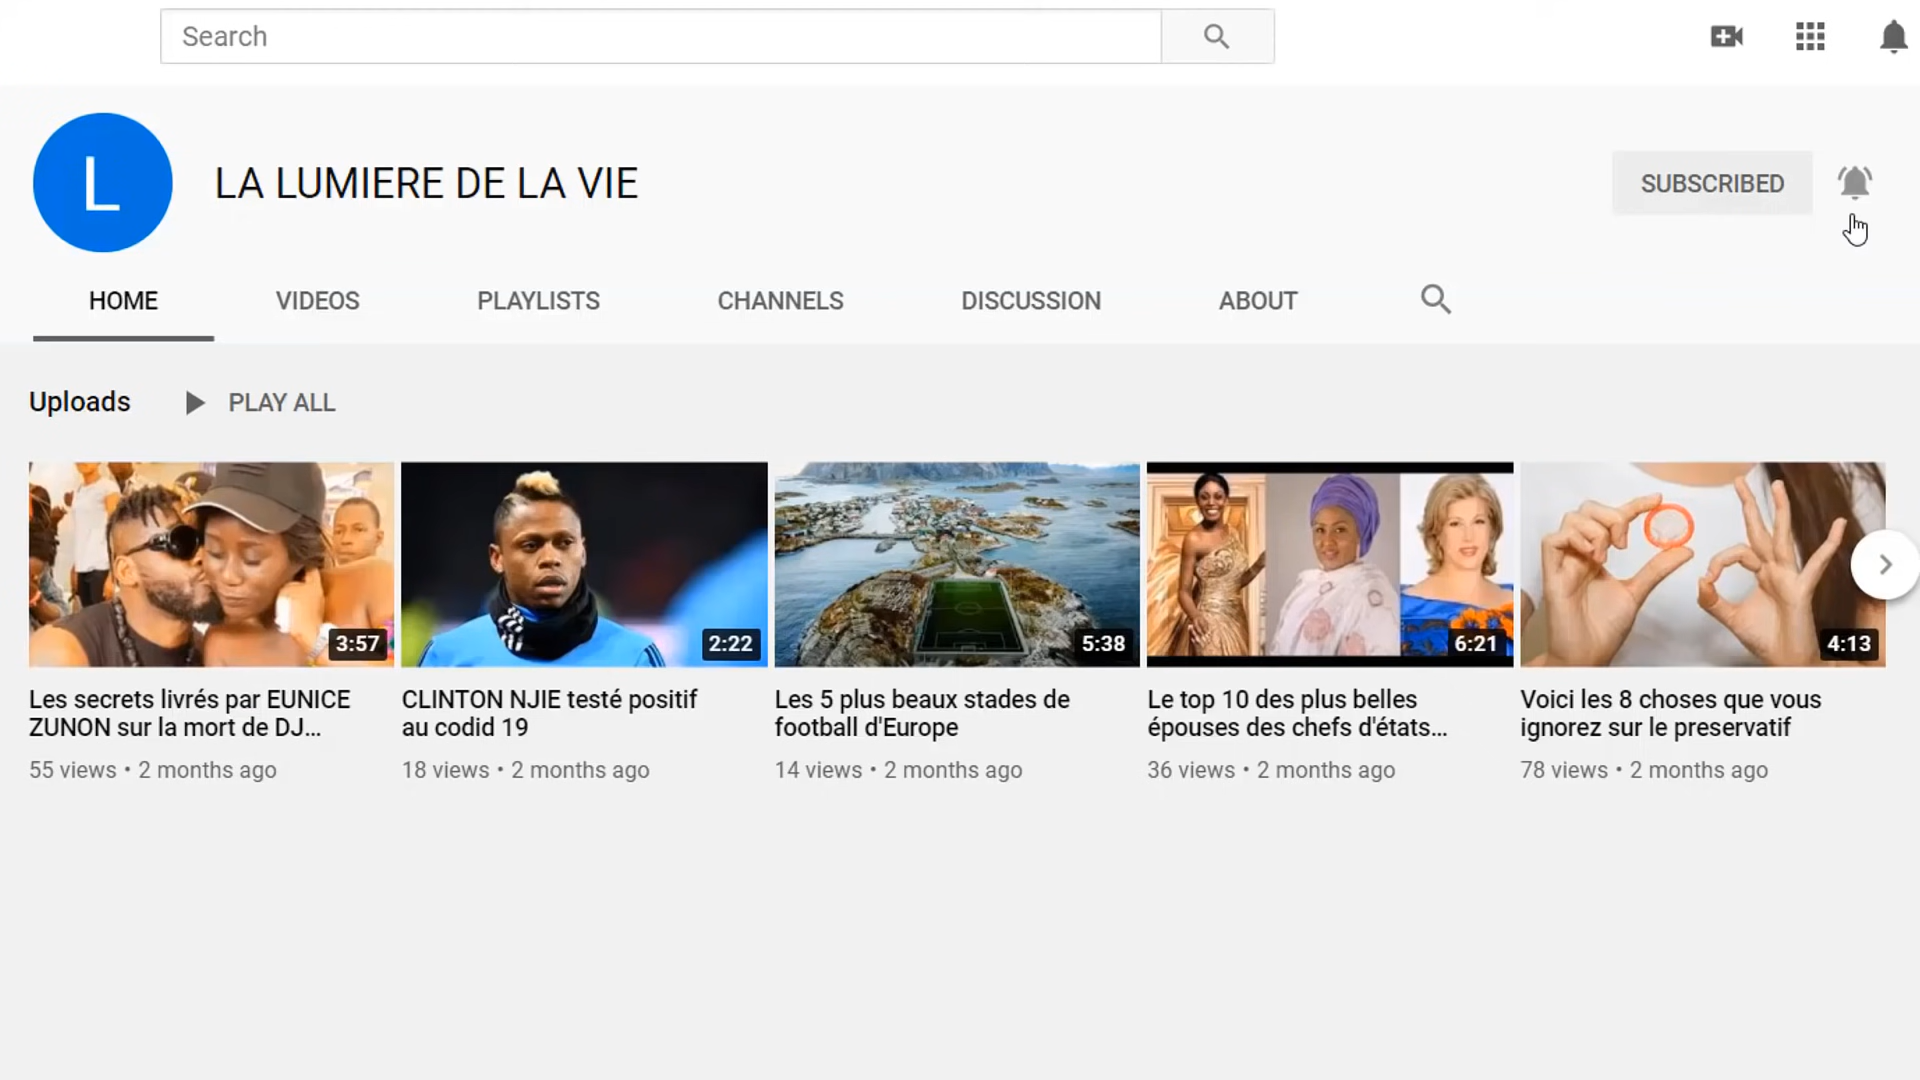 Search
L
LA LUMIERE DE LA VIE
SUBSCRIBED
HOME
VIDEOS
PLAYLISTS
CHANNELS
DISCUSSION
ABOUT
Uploads
PLAY ALL
3:57
2:22
5:38
6:21
4:13
Les secrets livrés par EUNICE
ZUNON sur la mort de DJ...
55 views • 2 months ago
CLINTON NJIE testé positif
au codid 19
18 views • 2 months ago
Les 5 plus beaux stades de
football d'Europe
14 views • 2 months ago
Le top 10 des plus belles
épouses des chefs d'états...
36 views • 2 months ago
Voici les 8 choses que vous
ignorez sur le preservatif
78 views • 2 months ago